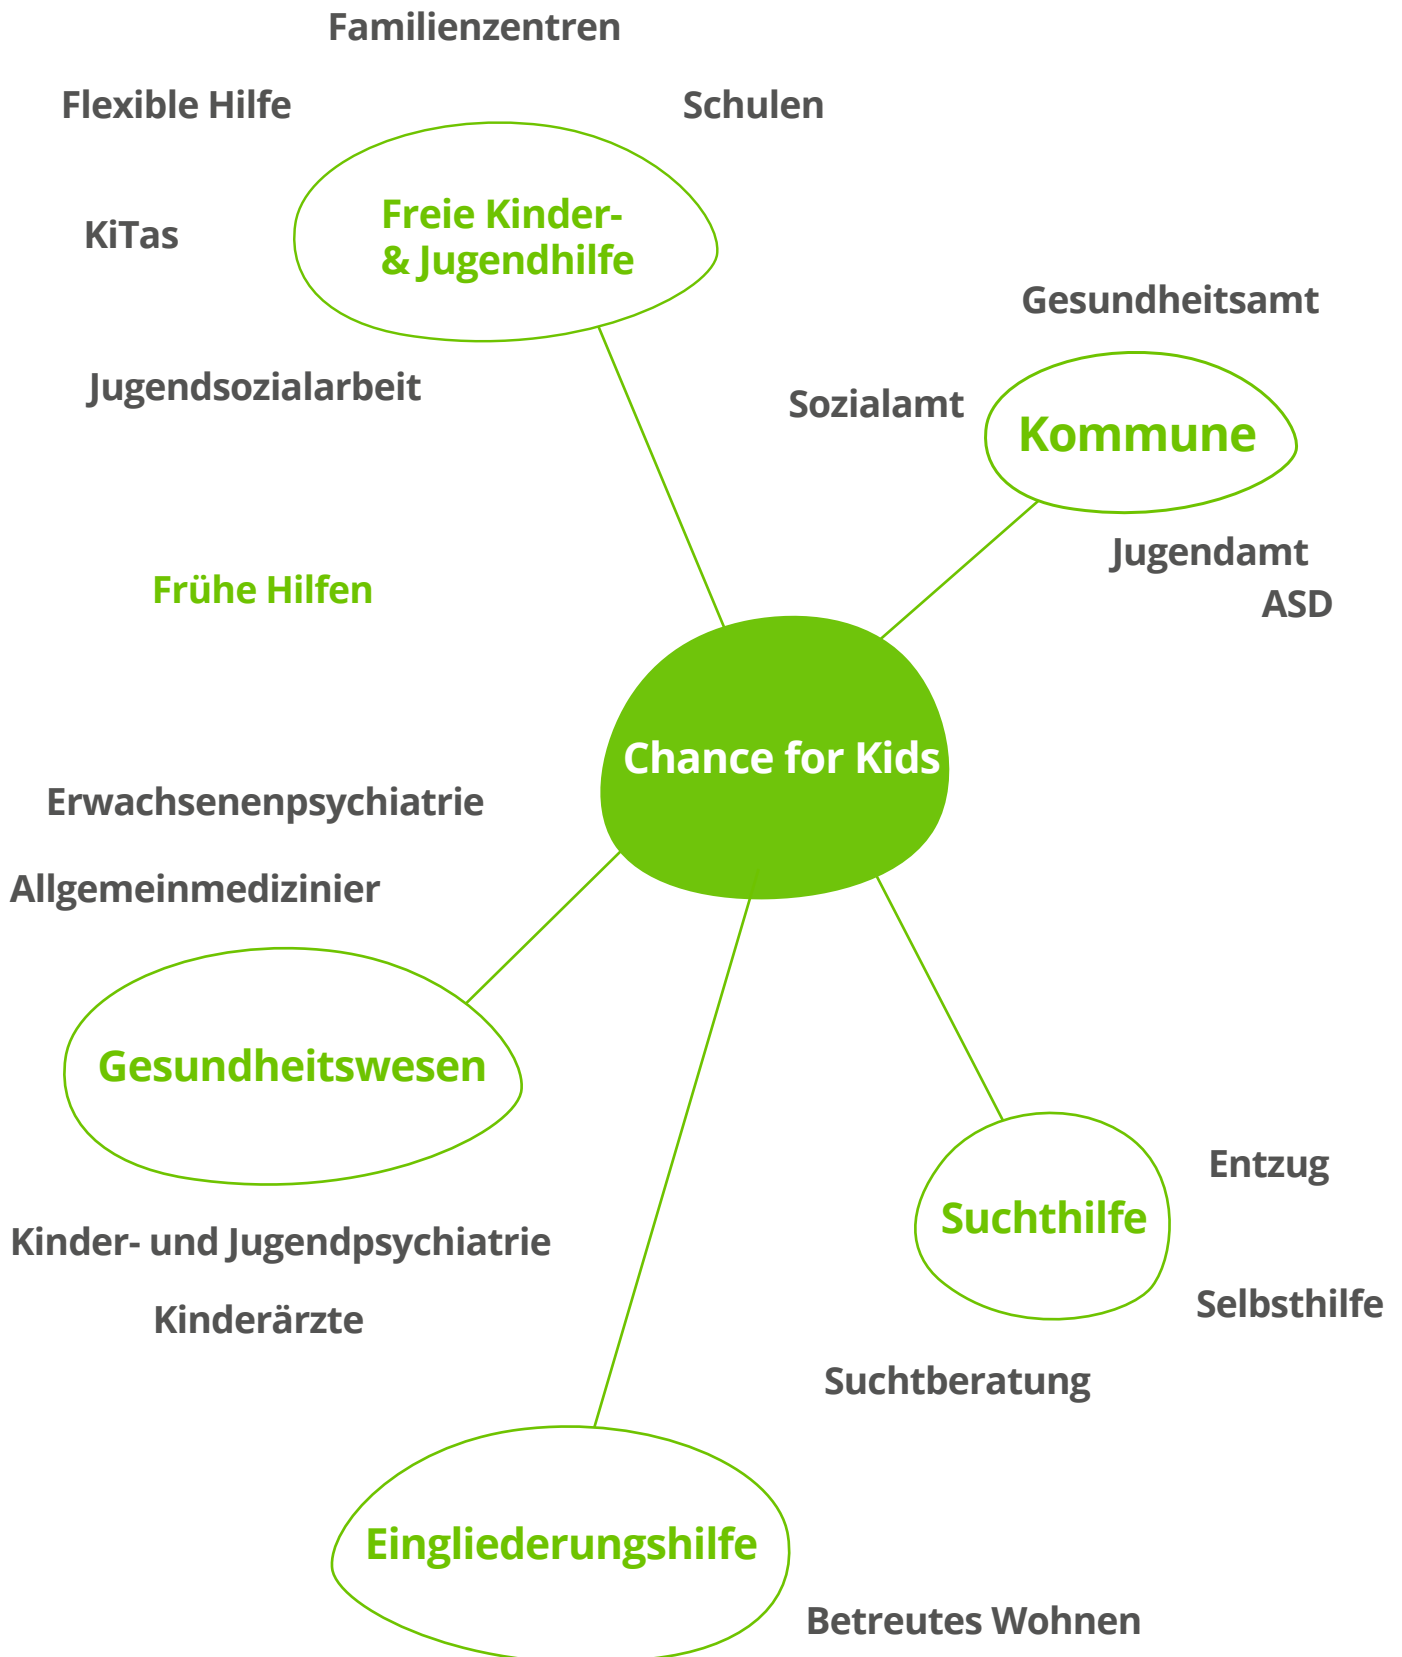 Familienzentren
Flexible Hilfe
Schulen
Freie Kinder-
& Jugendhilfe
KiTas
Gesundheitsamt
Jugendsozialarbeit
Sozialamt
Kommune
Jugendamt
ASD
Frühe Hilfen
Chance for Kids
Erwachsenenpsychiatrie
Allgemeinmedizinier
Gesundheitswesen
Entzug
Suchthilfe
Kinder- und Jugendpsychiatrie
Selbsthilfe
Kinderärzte
Suchtberatung
Eingliederungshilfe
Betreutes Wohnen